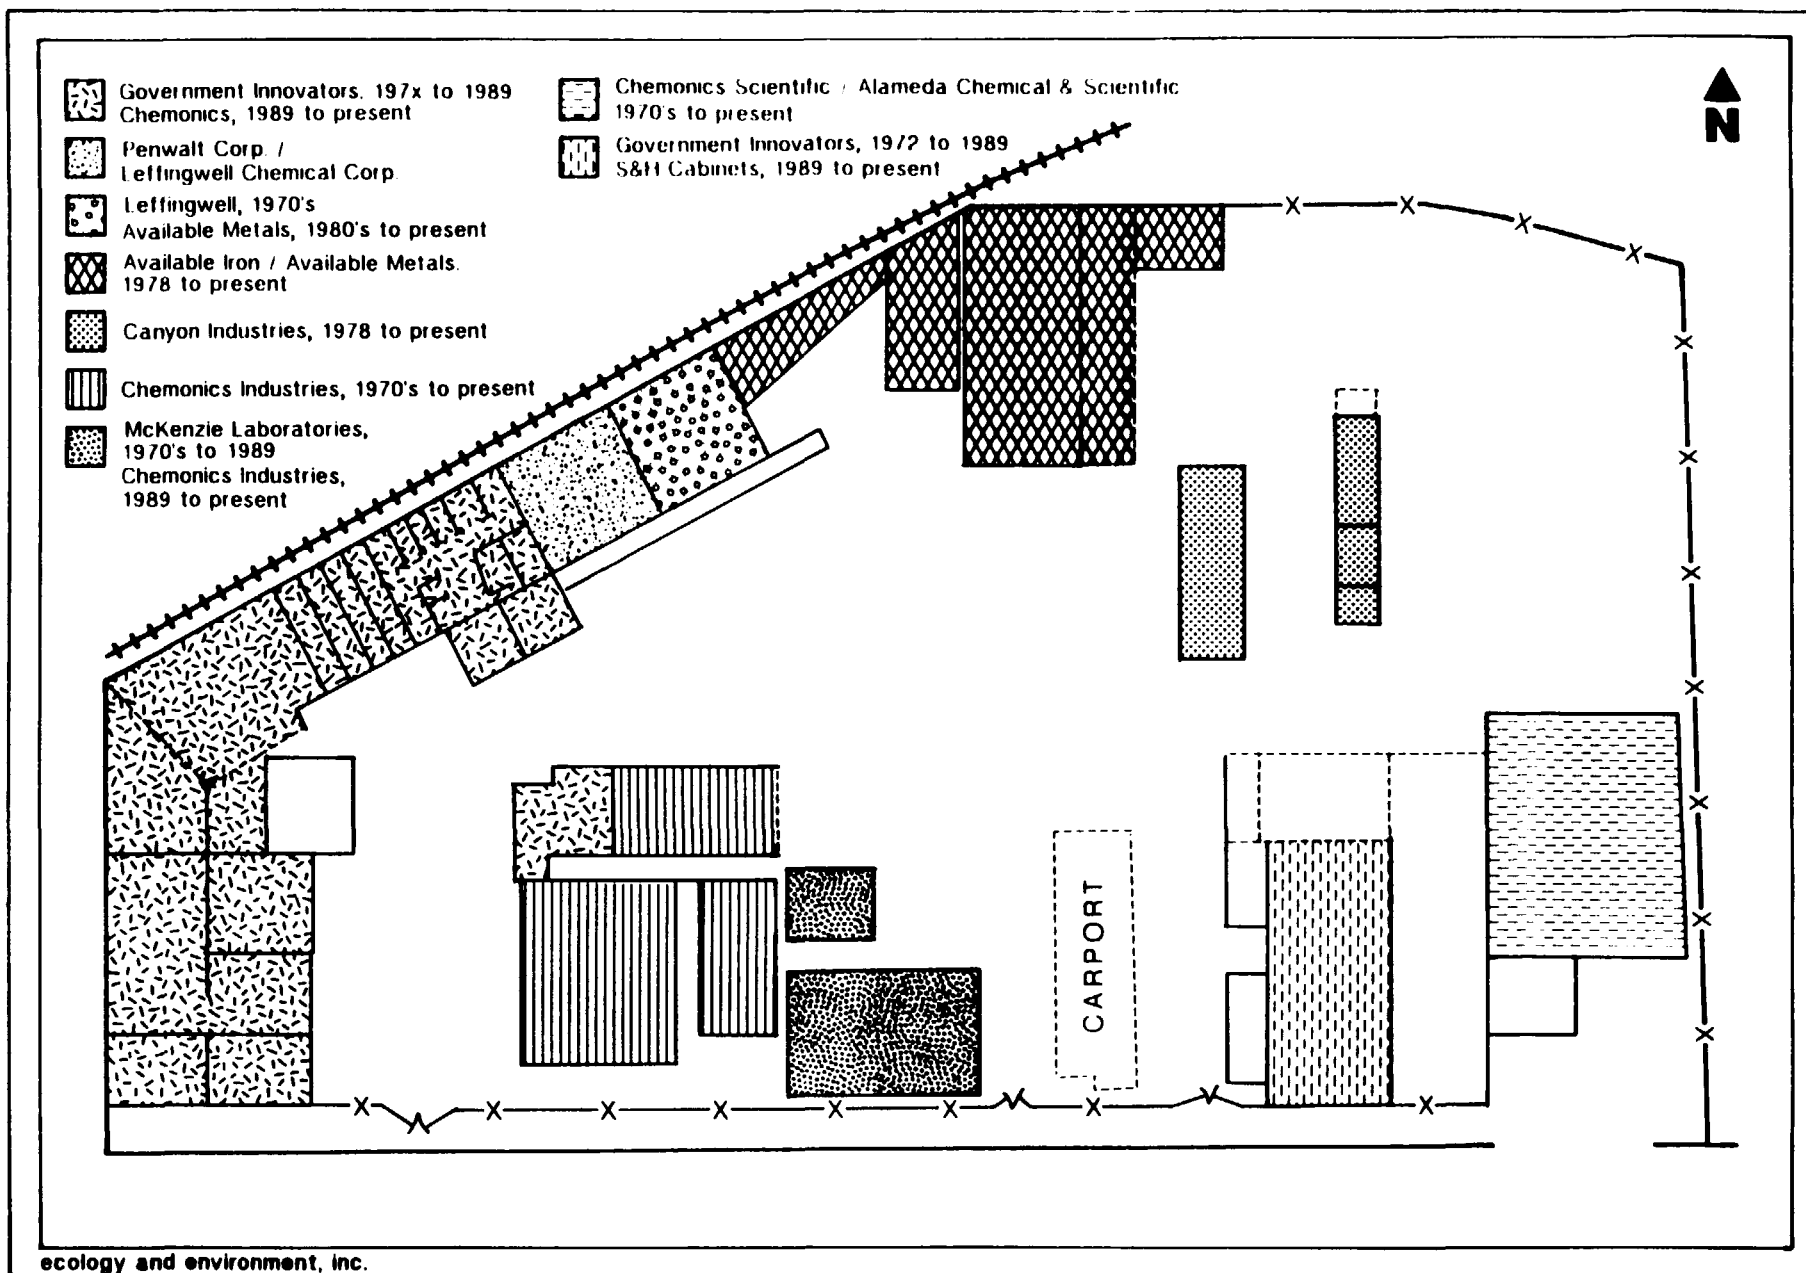 Government Innovators. 197x to 1989
Chemonics, 1989 to present
Penwalt Corp. /
Leffingwell Chemical Corp.
Leffingwell, 1970's
Available Metals, 1980's to present
Available Iron / Available Metals.
1978 to present
Canyon Industries, 1978 to present
Chemonics Industries, 1970's to present
McKenzie Laboratories,
1970's to 1989
Chemonics Industries,
1989 to present
Chemonics Scientific / Alameda Chemical & Scientific
1970's to present
Government Innovators, 1972 to 1989
S&H Cabinets, 1989 to present
N
CARPORT
ecology and environment, inc.